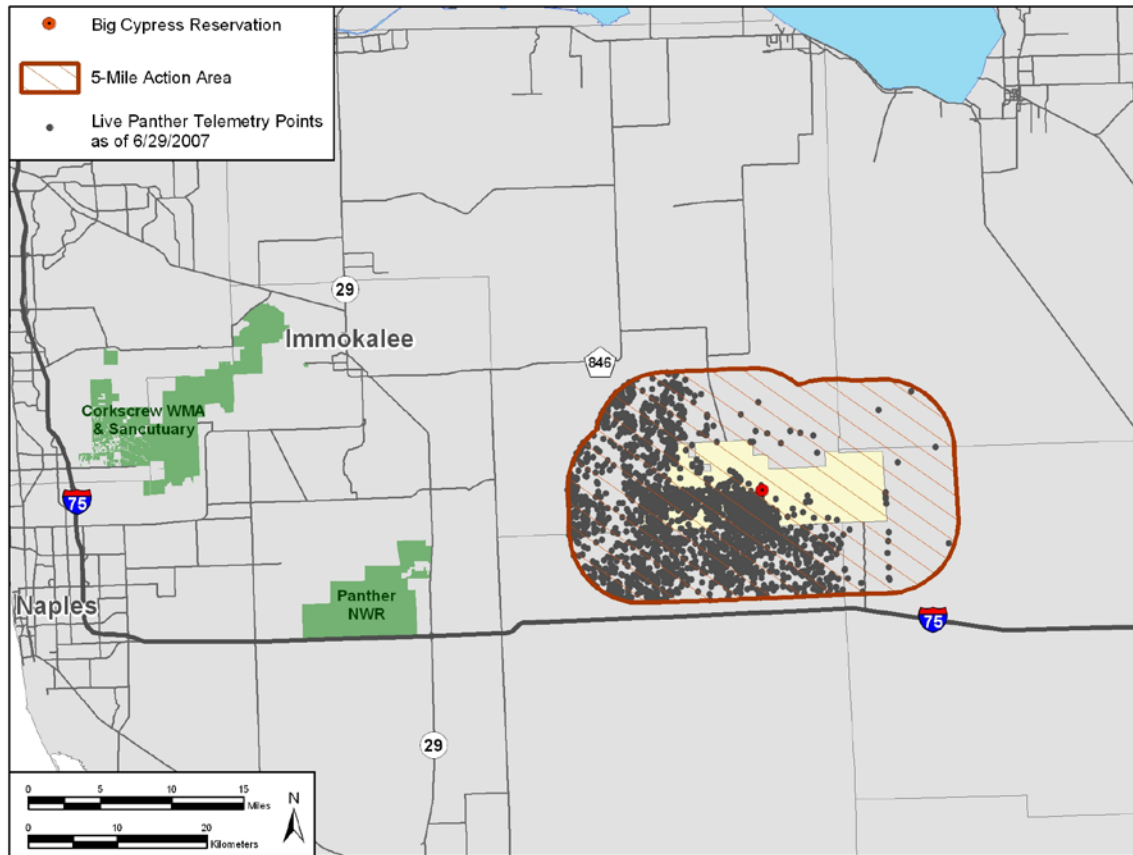 Big Cypress Reservation
5-Mile Action Area
Live Panther Telemetry Points
as of 6/29/2007
29
Immokalee
846
Corkscrew WMA
& Sancutuary
75
Panther
NWR
Naples
75
29
0 5 10 15
Miles
0 10 20
Kilometers
N